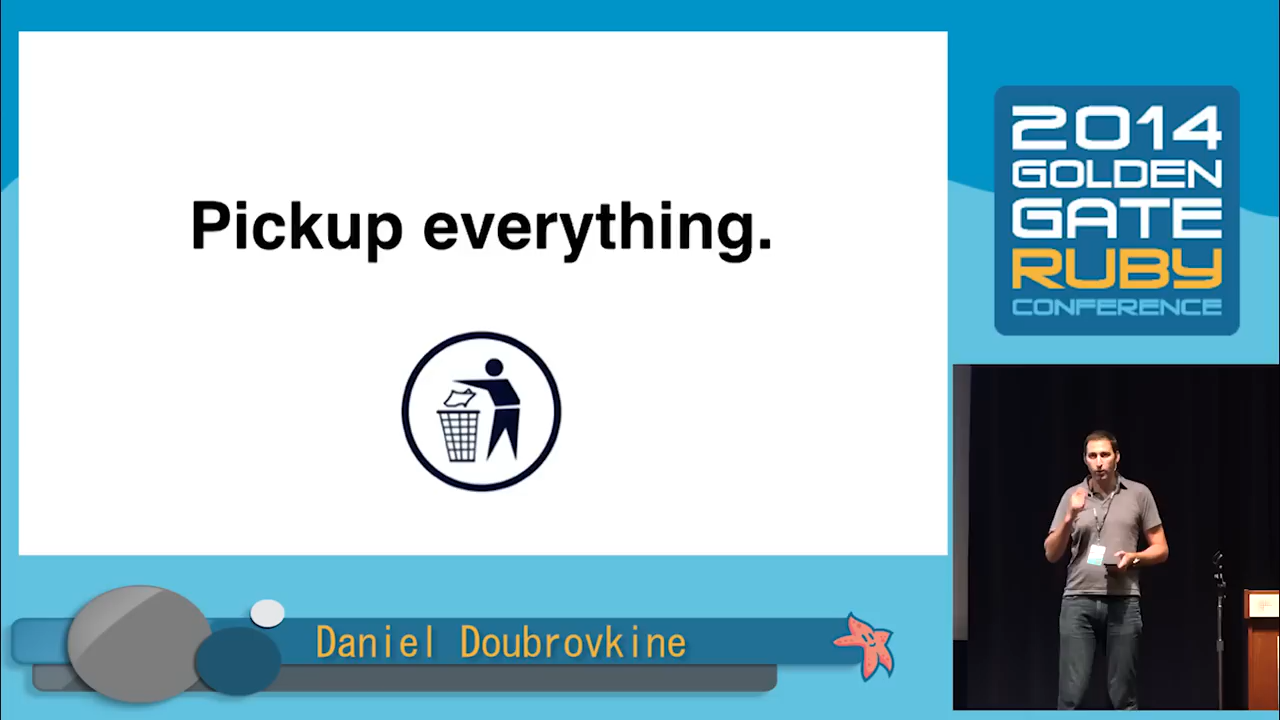 Pickup everything.
2014
GOLDEN
GATE
RUBY
CONFERENCE
Daniel Doubrovkine